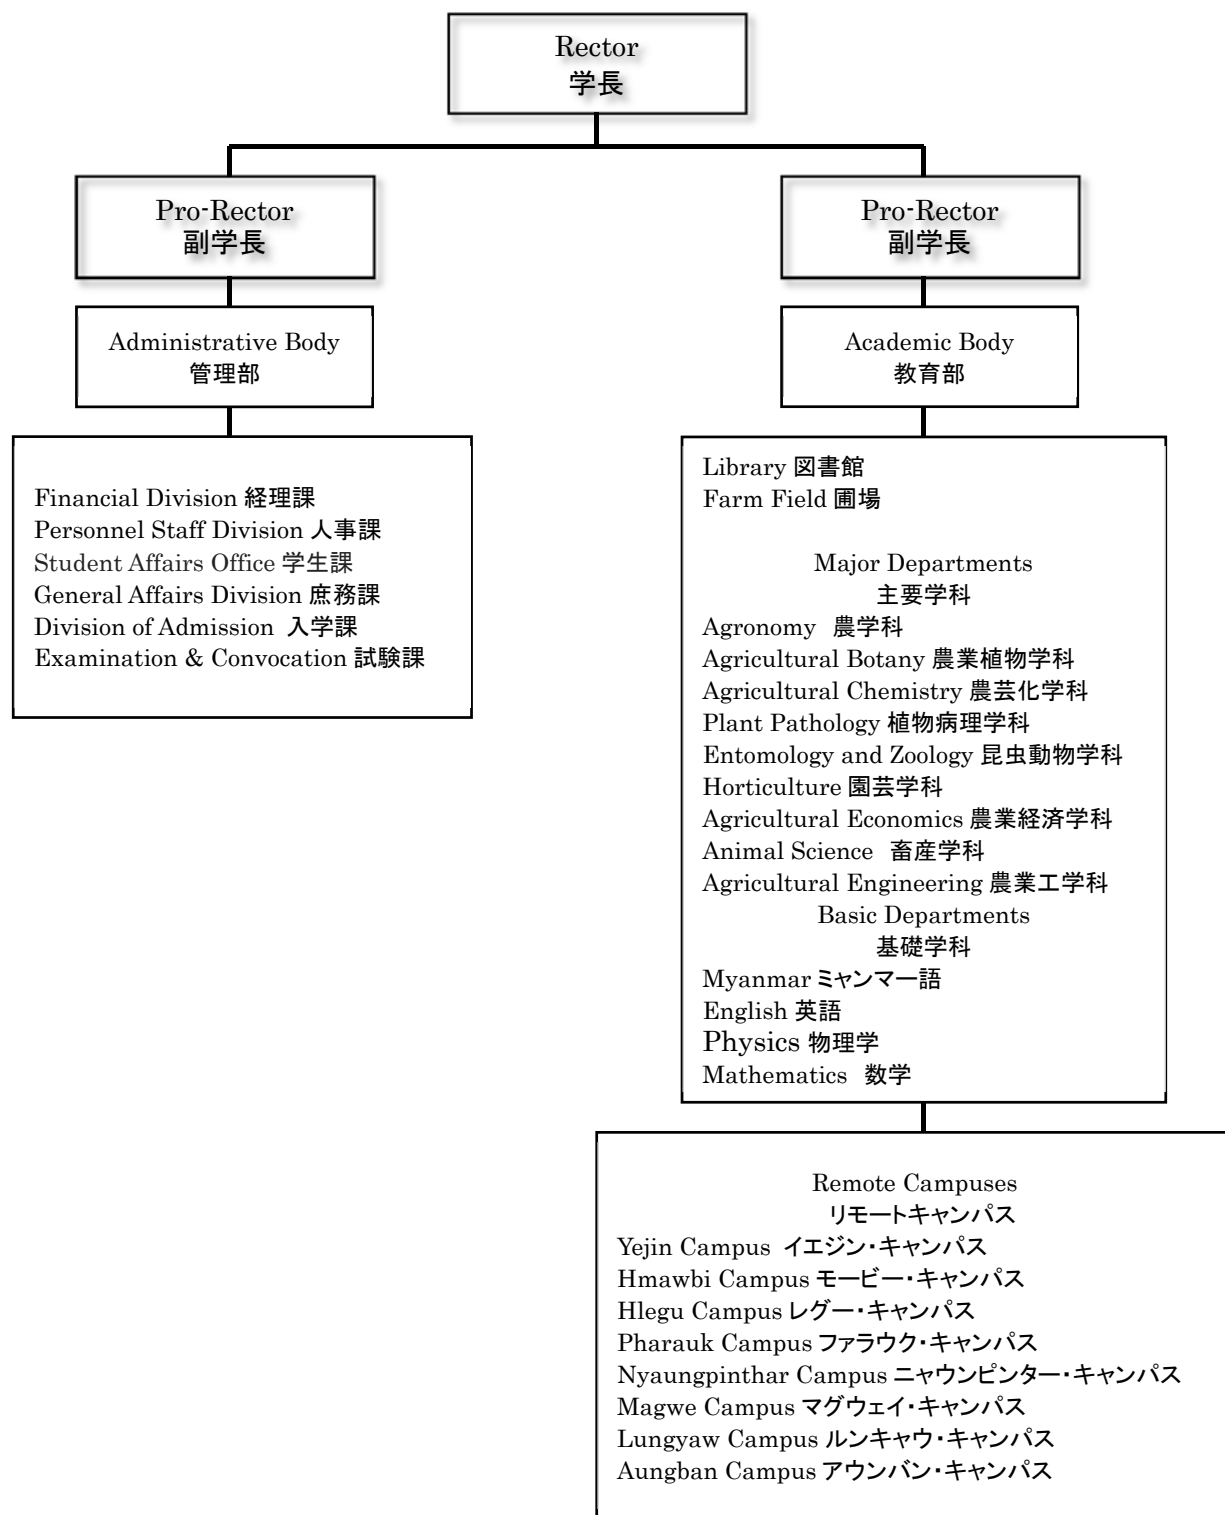 Rector
学長
Pro-Rector
副学長
Pro-Rector
副学長
Administrative Body
管理部
Academic Body
教育部
Financial Division 経理課
Personnel Staff Division 人事課
Student Affairs Office 学生課
General Affairs Division 庶務課
Division of Admission 入学課
Examination & Convocation 試験課
Library 図書館
Farm Field 圃場
Major Departments
主要学科
Agronomy 農学科
Agricultural Botany 農業植物学科
Agricultural Chemistry 農芸化学科
Plant Pathology 植物病理学科
Entomology and Zoology 昆虫動物学科
Horticulture 園芸学科
Agricultural Economics 農業経済学科
Animal Science 畜産学科
Agricultural Engineering 農業工学科
Basic Departments
基礎学科
Myanmar ミャンマー語
English 英語
Physics 物理学
Mathematics 数学
Remote Campuses
リモートキャンパス
Yejin Campus イエジン・キャンパス
Hmawbi Campus モービー・キャンパス
Hlegu Campus レグー・キャンパス
Pharauk Campus ファラウク・キャンパス
Nyaungpinthar Campus ニャウンピンター・キャンパス
Magwe Campus マグウェイ・キャンパス
Lungyaw Campus ルンキャウ・キャンパス
Aungban Campus アウンバン・キャンパス